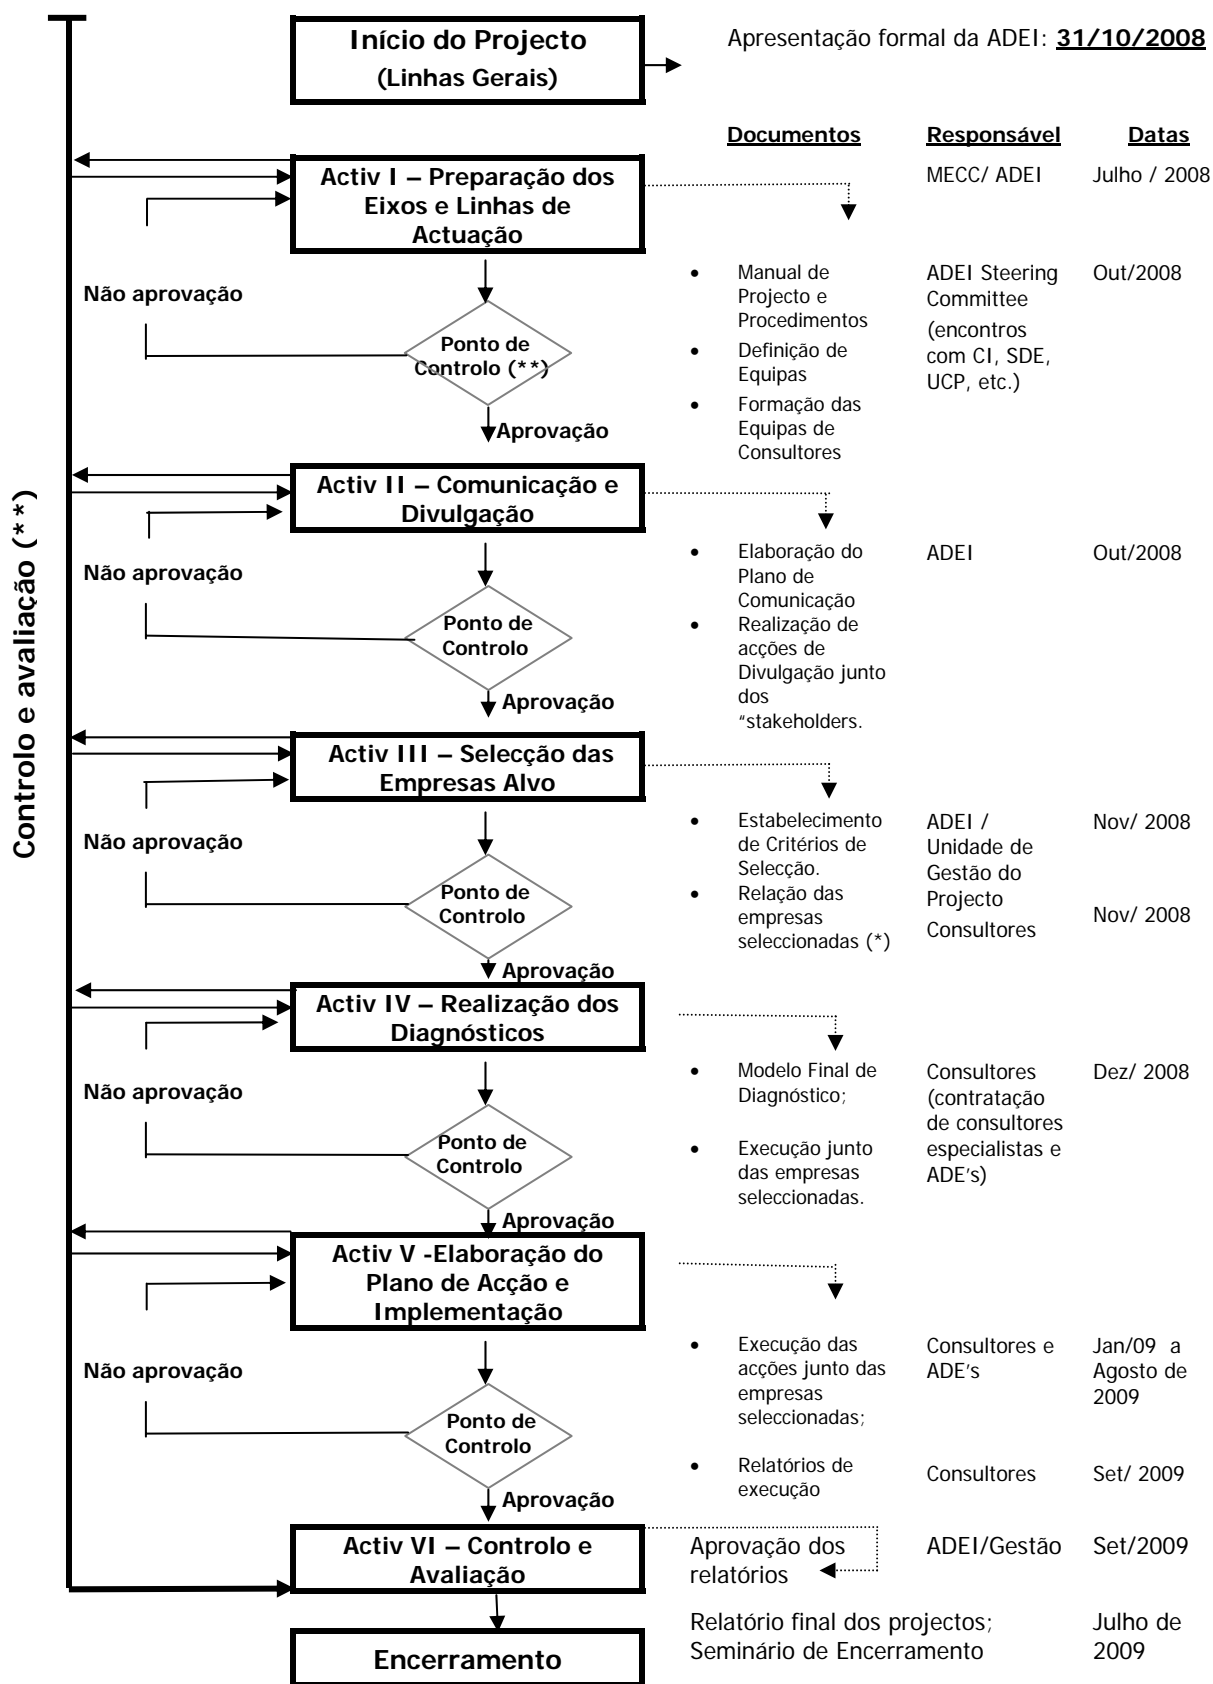 Início do Projecto
(Linhas Gerais)
Apresentação formal da ADEI: 31/10/2008
Documentos
Responsável
Datas
Activ I – Preparação dos
Eixos e Linhas de
Actuação
MECC/ ADEI
Julho / 2008
Não aprovação
Ponto de
Controlo (**)
Aprovação
• Manual de
Projecto e
Procedimentos
• Definição de
Equipas
• Formação das
Equipas de
Consultores
ADEI Steering
Committee
(encontros
com CI, SDE,
UCP, etc.)
Out/2008
Controlo e avaliação (**)
Activ II – Comunicação e
Divulgação
Não aprovação
Ponto de
Controlo
Aprovação
• Elaboração do
Plano de
Comunicação
• Realização de
acções de
Divulgação junto
dos
“stakeholders.
ADEI
Out/2008
Activ III – Selecção das
Empresas Alvo
Não aprovação
Ponto de
Controlo
Aprovação
• Estabelecimento
de Critérios de
Selecção.
• Relação das
empresas
seleccionadas (*)
ADEI /
Unidade de
Gestão do
Projecto
Consultores
Nov/ 2008
Nov/ 2008
Activ IV – Realização dos
Diagnósticos
Não aprovação
Ponto de
Controlo
Aprovação
• Modelo Final de
Diagnóstico;
• Execução junto
das empresas
seleccionadas.
Consultores
(contratação
de consultores
especialistas e
ADE’s)
Dez/ 2008
Activ V -Elaboração do
Plano de Acção e
Implementação
Não aprovação
Ponto de
Controlo
Aprovação
• Execução das
acções junto das
empresas
seleccionadas;
• Relatórios de
execução
Consultores e
ADE’s
Consultores
Jan/09 a
Agosto de
2009
Set/ 2009
Activ VI – Controlo e
Avaliação
Aprovação dos
relatórios
ADEI/Gestão
Set/2009
Encerramento
Relatório final dos projectos;
Seminário de Encerramento
Julho de
2009